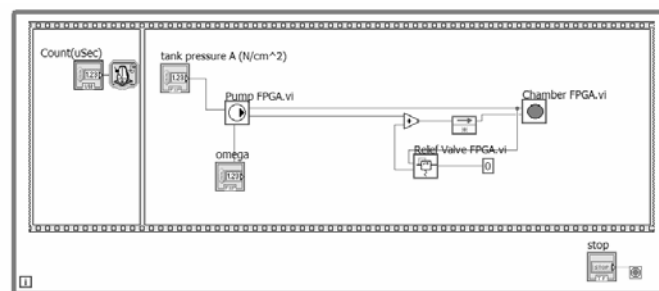 Count(uSec)
tank pressure A (N/cm^2)
Pump FPGA.vi
Chamber FPGA.vi
omega
Relief Valve FPGA.vi
0
stop
STOP
i